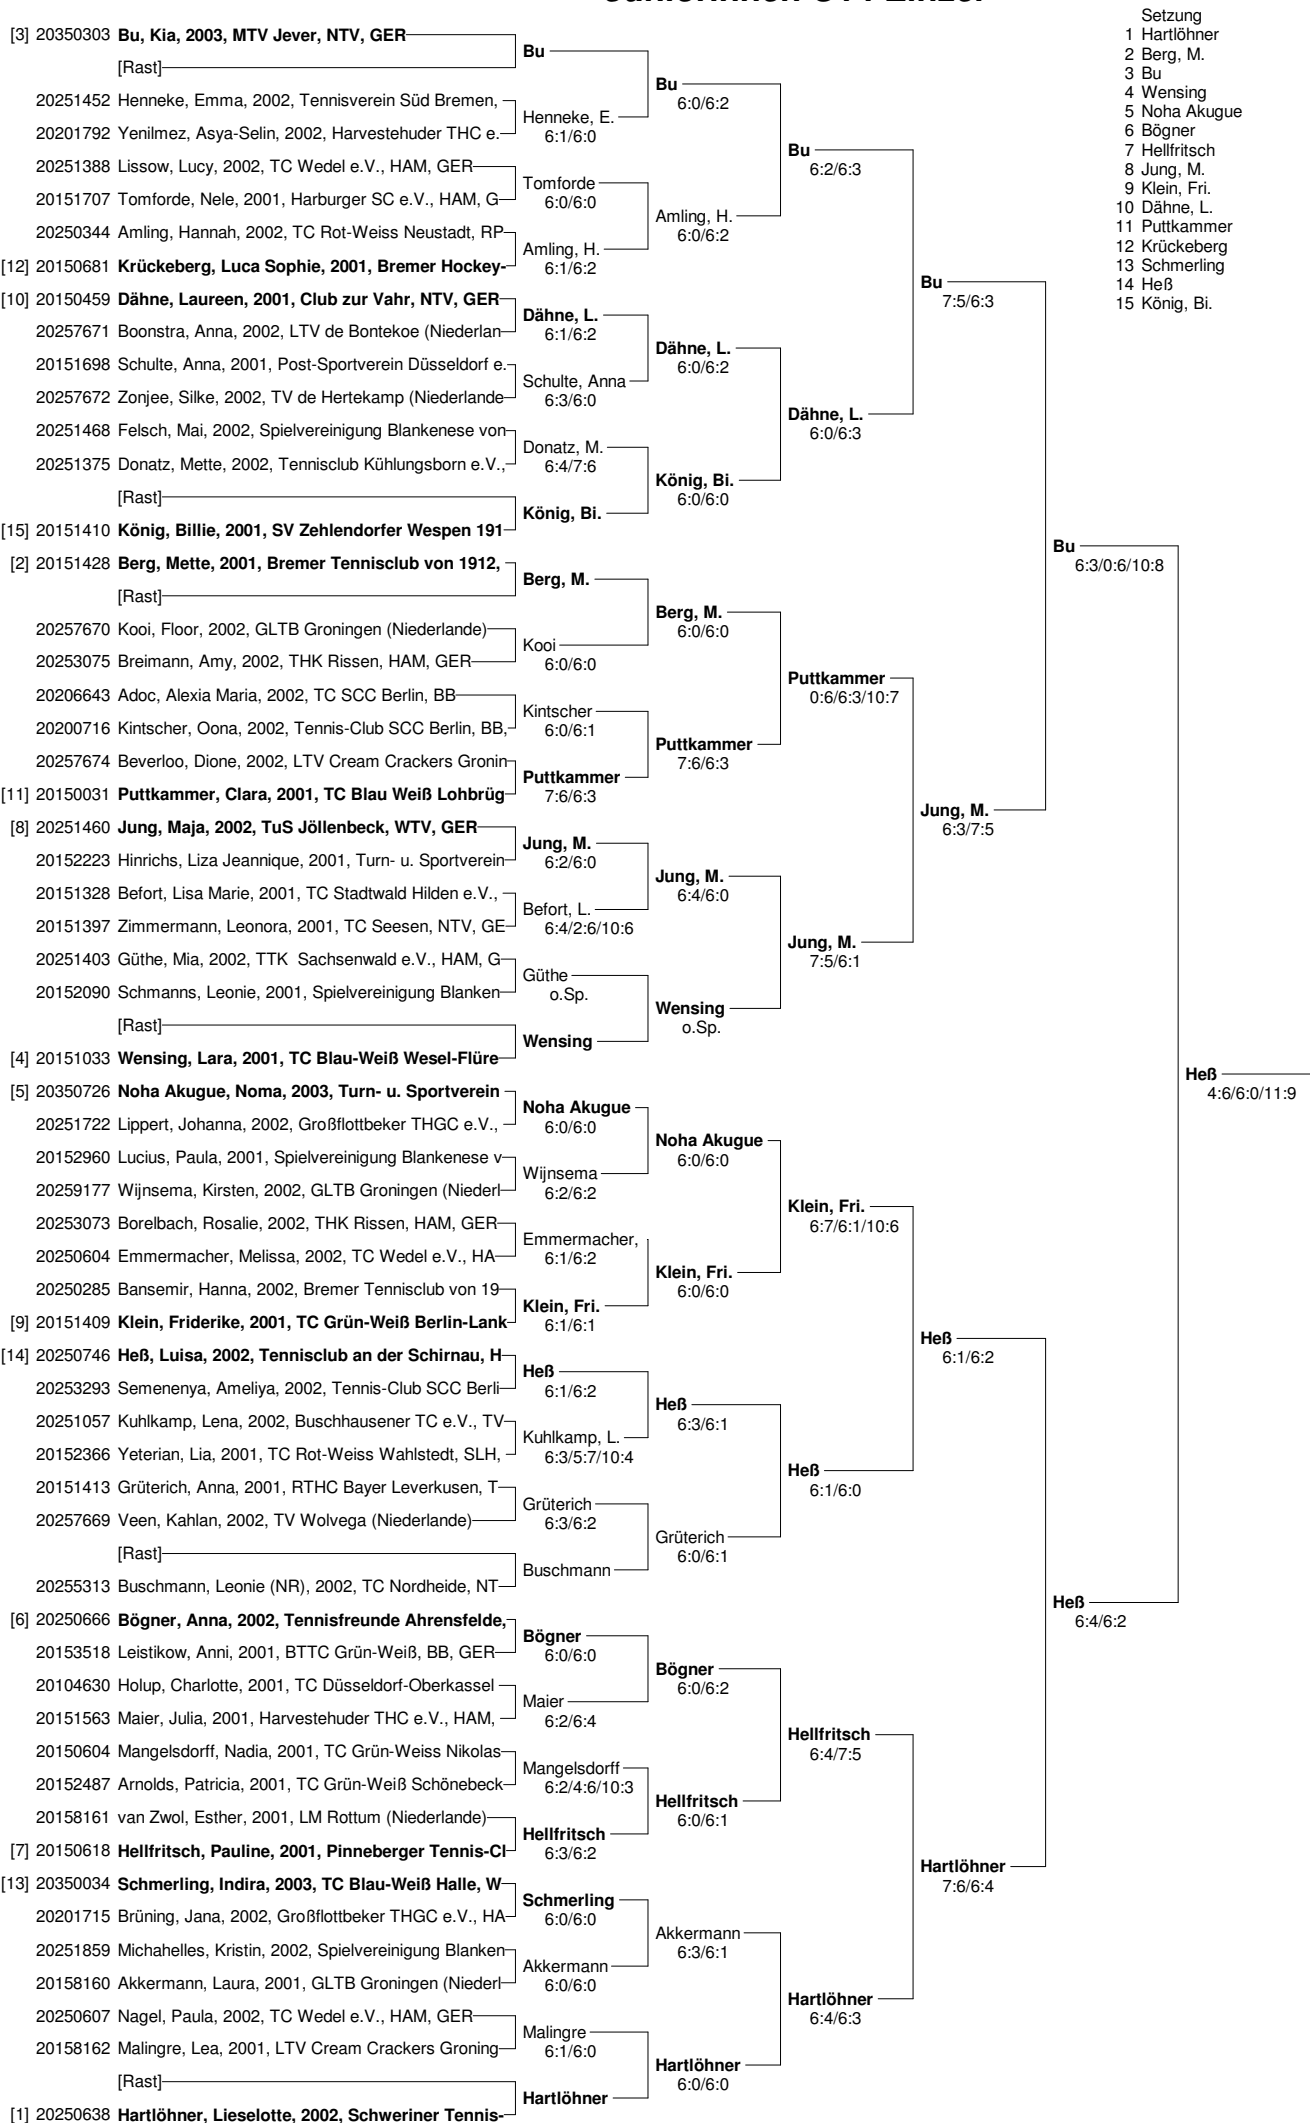 Setzung
1 Hartlöhner
2 Berg, M.
3 Bu
4 Wensing
5 Noha Akugue
6 Bögner
7 Hellfritsch
8 Jung, M.
9 Klein, Fri.
10 Dähne, L.
11 Puttkammer
12 Krückeberg
13 Schmerling
14 Heß
15 König, Bi.
[3] 20350303 Bu, Kia, 2003, MTV Jever, NTV, GER
[Rast]
20251452 Henneke, Emma, 2002, Tennisverein Süd Bremen,
20201792 Yenilmez, Asya-Selin, 2002, Harvestehuder THC e.
20251388 Lissow, Lucy, 2002, TC Wedel e.V., HAM, GER
20151707 Tomforde, Nele, 2001, Harburger SC e.V., HAM, G
20250344 Amling, Hannah, 2002, TC Rot-Weiss Neustadt, RP
[12] 20150681 Krückeberg, Luca Sophie, 2001, Bremer Hockey-
[10] 20150459 Dähne, Laureen, 2001, Club zur Vahr, NTV, GER
20257671 Boonstra, Anna, 2002, LTV de Bontekoe (Niederlan
20151698 Schulte, Anna, 2001, Post-Sportverein Düsseldorf e.
20257672 Zonjee, Silke, 2002, TV de Hertekamp (Niederlande
20251468 Felsch, Mai, 2002, Spielvereinigung Blankenese von
20251375 Donatz, Mette, 2002, Tennisclub Kühlungsborn e.V.,
[Rast]
[15] 20151410 König, Billie, 2001, SV Zehlendorfer Wespen 191
[2] 20151428 Berg, Mette, 2001, Bremer Tennisclub von 1912,
[Rast]
20257670 Kooi, Floor, 2002, GLTB Groningen (Niederlande)
20253075 Breimann, Amy, 2002, THK Rissen, HAM, GER
20206643 Adoc, Alexia Maria, 2002, TC SCC Berlin, BB
20200716 Kintscher, Oona, 2002, Tennis-Club SCC Berlin, BB,
20257674 Beverloo, Dione, 2002, LTV Cream Crackers Gronin
[11] 20150031 Puttkammer, Clara, 2001, TC Blau Weiß Lohbrüg
[8] 20251460 Jung, Maja, 2002, TuS Jöllenbeck, WTV, GER
20152223 Hinrichs, Liza Jeannique, 2001, Turn- u. Sportverein
20151328 Befort, Lisa Marie, 2001, TC Stadtwald Hilden e.V.,
20151397 Zimmermann, Leonora, 2001, TC Seesen, NTV, GE
20251403 Güthe, Mia, 2002, TTK Sachsenwald e.V., HAM, G
20152090 Schmanns, Leonie, 2001, Spielvereinigung Blanken
[Rast]
[4] 20151033 Wensing, Lara, 2001, TC Blau-Weiß Wesel-Flüre
[5] 20350726 Noha Akugue, Noma, 2003, Turn- u. Sportverein
20251722 Lippert, Johanna, 2002, Großflottbeker THGC e.V.,
20152960 Lucius, Paula, 2001, Spielvereinigung Blankenese v
20259177 Wijnsema, Kirsten, 2002, GLTB Groningen (Niederl
20253073 Borelbach, Rosalie, 2002, THK Rissen, HAM, GER
20250604 Emmermacher, Melissa, 2002, TC Wedel e.V., HA
20250285 Bansemir, Hanna, 2002, Bremer Tennisclub von 19
[9] 20151409 Klein, Friderike, 2001, TC Grün-Weiß Berlin-Lank
[14] 20250746 Heß, Luisa, 2002, Tennisclub an der Schirnau, H
20253293 Semenenya, Ameliya, 2002, Tennis-Club SCC Berli
20251057 Kuhlkamp, Lena, 2002, Buschhausener TC e.V., TV
20152366 Yeterian, Lia, 2001, TC Rot-Weiss Wahlstedt, SLH,
20151413 Grüterich, Anna, 2001, RTHC Bayer Leverkusen, T
20257669 Veen, Kahlan, 2002, TV Wolvega (Niederlande)
[Rast]
20255313 Buschmann, Leonie (NR), 2002, TC Nordheide, NT
[6] 20250666 Bögner, Anna, 2002, Tennisfreunde Ahrensfelde,
20153518 Leistikow, Anni, 2001, BTTC Grün-Weiß, BB, GER
20104630 Holup, Charlotte, 2001, TC Düsseldorf-Oberkassel
20151563 Maier, Julia, 2001, Harvestehuder THC e.V., HAM,
20150604 Mangelsdorff, Nadia, 2001, TC Grün-Weiss Nikolas
20152487 Arnolds, Patricia, 2001, TC Grün-Weiß Schönebeck
20158161 van Zwol, Esther, 2001, LM Rottum (Niederlande)
[7] 20150618 Hellfritsch, Pauline, 2001, Pinneberger Tennis-Cl
[13] 20350034 Schmerling, Indira, 2003, TC Blau-Weiß Halle, W
20201715 Brüning, Jana, 2002, Großflottbeker THGC e.V., HA
20251859 Michahelles, Kristin, 2002, Spielvereinigung Blanken
20158160 Akkermann, Laura, 2001, GLTB Groningen (Niederl
20250607 Nagel, Paula, 2002, TC Wedel e.V., HAM, GER
20158162 Malingre, Lea, 2001, LTV Cream Crackers Groning
[Rast]
[1] 20250638 Hartlöhner, Lieselotte, 2002, Schweriner Tennis-
Bu
Henneke, E.
6:1/6:0
Tomforde
6:0/6:0
Amling, H.
6:1/6:2
Dähne, L.
6:1/6:2
Schulte, Anna
6:3/6:0
Donatz, M.
6:4/7:6
König, Bi.
Berg, M.
Kooi
6:0/6:0
Kintscher
6:0/6:1
Puttkammer
7:6/6:3
Jung, M.
6:2/6:0
Befort, L.
6:4/2:6/10:6
Güthe
o.Sp.
Wensing
Noha Akugue
6:0/6:0
Wijnsema
6:2/6:2
Emmermacher,
6:1/6:2
Klein, Fri.
6:1/6:1
Heß
6:1/6:2
Kuhlkamp, L.
6:3/5:7/10:4
Grüterich
6:3/6:2
Buschmann
Bögner
6:0/6:0
Maier
6:2/6:4
Mangelsdorff
6:2/4:6/10:3
Hellfritsch
6:3/6:2
Schmerling
6:0/6:0
Akkermann
6:0/6:0
Malingre
6:1/6:0
Hartlöhner
Bu
6:0/6:2
Amling, H.
6:0/6:2
Dähne, L.
6:0/6:2
König, Bi.
6:0/6:0
Berg, M.
6:0/6:0
Puttkammer
7:6/6:3
Jung, M.
6:4/6:0
Wensing
o.Sp.
Noha Akugue
6:0/6:0
Klein, Fri.
6:0/6:0
Heß
6:3/6:1
Grüterich
6:0/6:1
Bögner
6:0/6:2
Hellfritsch
6:0/6:1
Akkermann
6:3/6:1
Hartlöhner
6:0/6:0
Bu
6:2/6:3
Dähne, L.
6:0/6:3
Puttkammer
0:6/6:3/10:7
Jung, M.
7:5/6:1
Klein, Fri.
6:7/6:1/10:6
Heß
6:1/6:0
Hellfritsch
6:4/7:5
Hartlöhner
6:4/6:3
Bu
7:5/6:3
Jung, M.
6:3/7:5
Heß
6:1/6:2
Hartlöhner
7:6/6:4
Bu
6:3/0:6/10:8
Heß
6:4/6:2
Heß
4:6/6:0/11:9